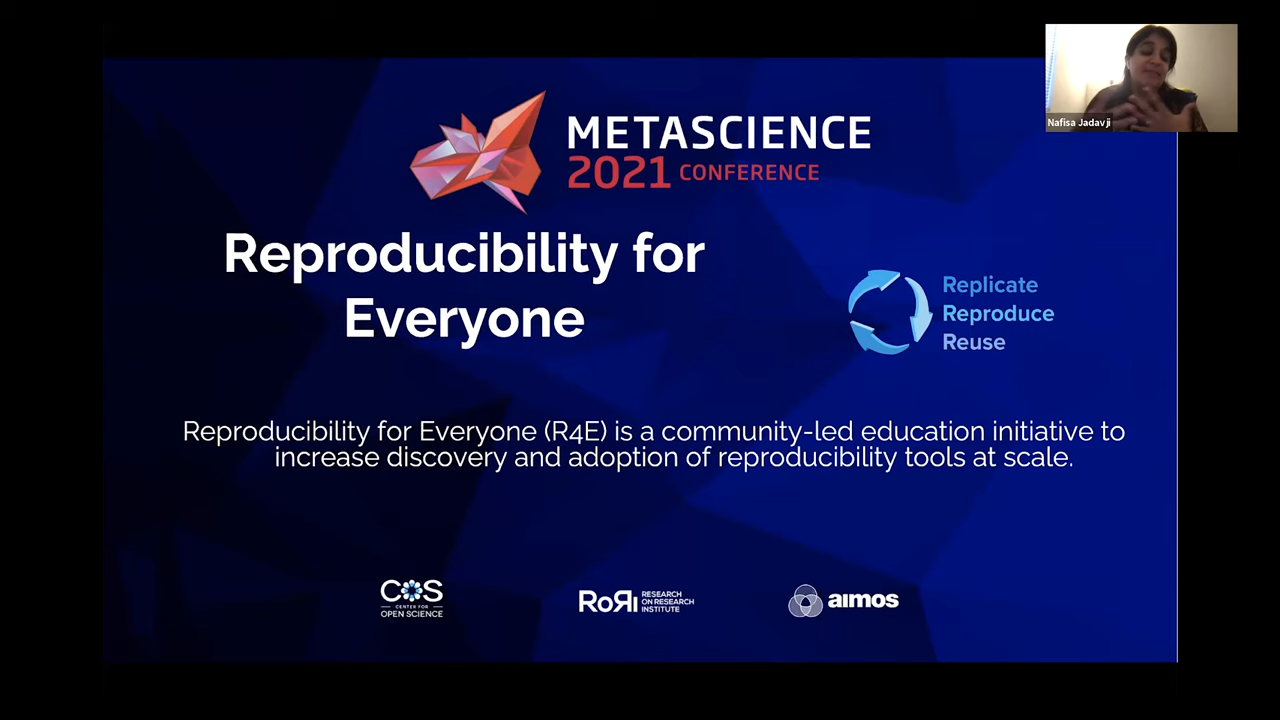 Nafisa Jadavji
METASCIENCE
2021 CONFERENCE
Reproducibility for
Everyone
Replicate
Reproduce
Reuse
Reproducibility for Everyone (R4E) is a community-led education initiative to
increase discovery and adoption of reproducibility tools at scale.
COS
CENTER FOR
OPEN SCIENCE
RoRI
RESEARCH
ON RESEARCH
INSTITUTE
aimos